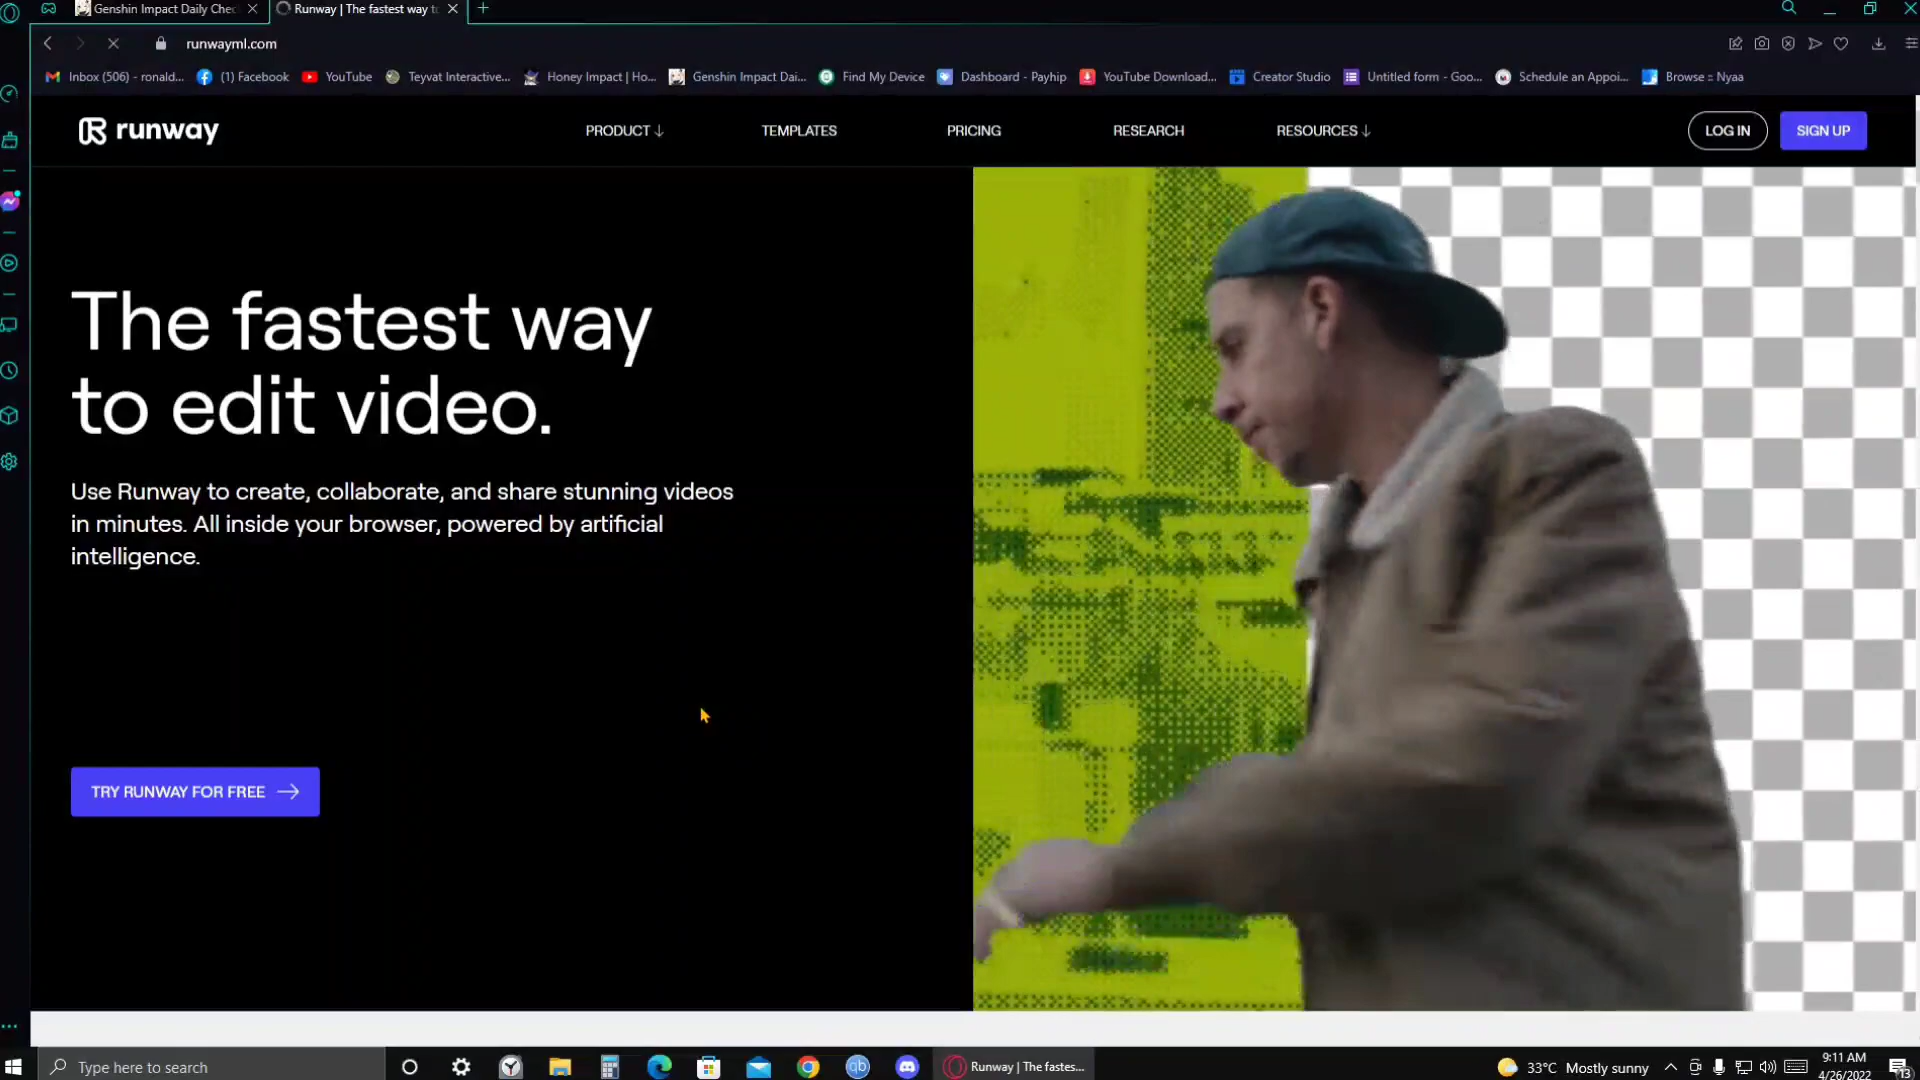 Genshin Impact Daily Chec
Runway | The fastest way to
runwayml.com
Inbox (506) - ronald...
(1) Facebook
YouTube
Teyvat Interactive...
Honey Impact | Ho...
Genshin Impact Dai...
Find My Device
Dashboard - Payhip
YouTube Download...
Creator Studio
Untitled form - Goo...
Schedule an Appoi...
Browse :: Nyaa
runway
PRODUCT
TEMPLATES
PRICING
RESEARCH
RESOURCES
LOG IN
SIGN UP
The fastest way
to edit video.
Use Runway to create, collaborate, and share stunning videos
in minutes. All inside your browser, powered by artificial
intelligence.
TRY RUNWAY FOR FREE
Type here to search
qb
Runway | The fastes...
33°C Mostly sunny
9:11 AM
4/26/2022
13